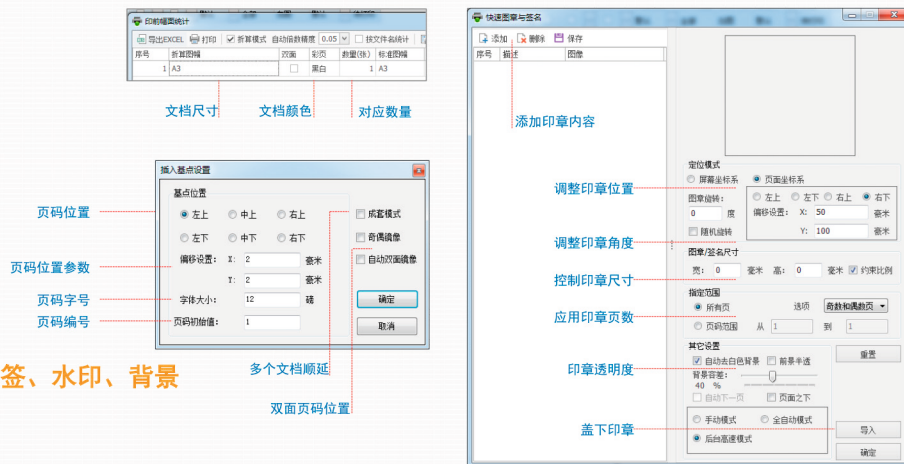 印前幅面统计
导出EXCEL 打印 折算模式 自动倍数精度 0.05 按文件名统计
序号 折算图幅 双面 彩页 数量(张) 标准图幅
1 A3 黑白 1 A3
文档尺寸 文档颜色 对应数量
插入基点设置
基点位置
左上 中上 右上 成套模式
左下 中下 右下 奇偶镜像
偏移设置: X: 2 毫米 自动双面镜像
Y: 2 毫米
字体大小: 12 磅 确定
页码初始值: 1 取消
页码位置
页码位置参数
页码字号
页码编号
多个文档顺延
双面页码位置
签、水印、背景
快速图章与签名
添加 删除 保存
序号 描述 图像
添加印章内容
定位模式
屏幕坐标系 页面坐标系
图章旋转: 左上 左下 右上 右下
0 度 偏移设置: X: 50 毫米
随机旋转 Y: 100 毫米
图章/签名尺寸
宽: 0 毫米 高: 0 毫米 约束比例
指定范围
所有页 选项 奇数和偶数页
页码范围 从 1 到 1
其它设置
自动去白色背景 前景半透 重置
背景容差:
40 %
自动下一页 页面之下
手动模式 全自动模式 导入
后台高速模式 确定
调整印章位置
调整印章角度
控制印章尺寸
应用印章页数
印章透明度
盖下印章